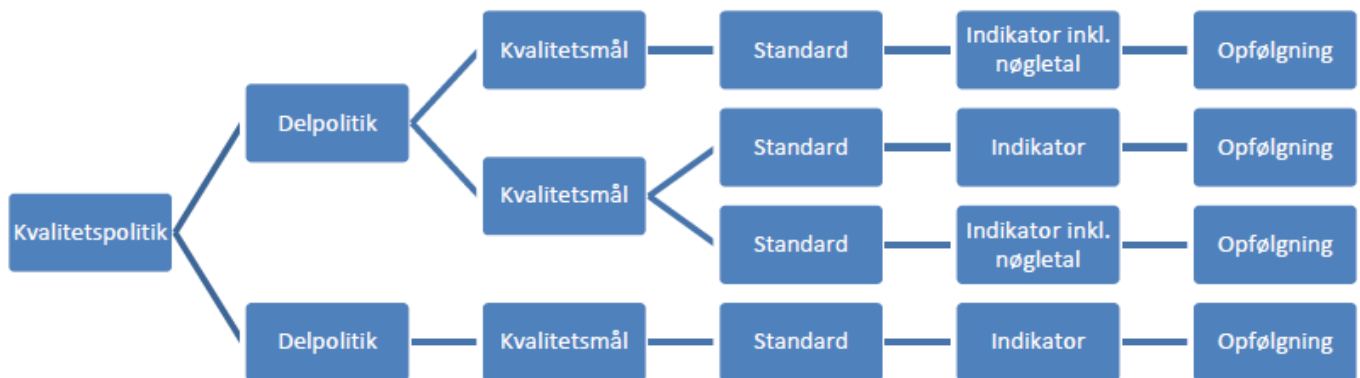 Kvalitetsmål
Standard
Indikator inkl.
nøgletal
Opfølgning
Delpolitik
Standard
Indikator
Opfølgning
Kvalitetsmål
Kvalitetspolitik
Standard
Indikator inkl.
nøgletal
Opfølgning
Delpolitik
Kvalitetsmål
Standard
Indikator
Opfølgning